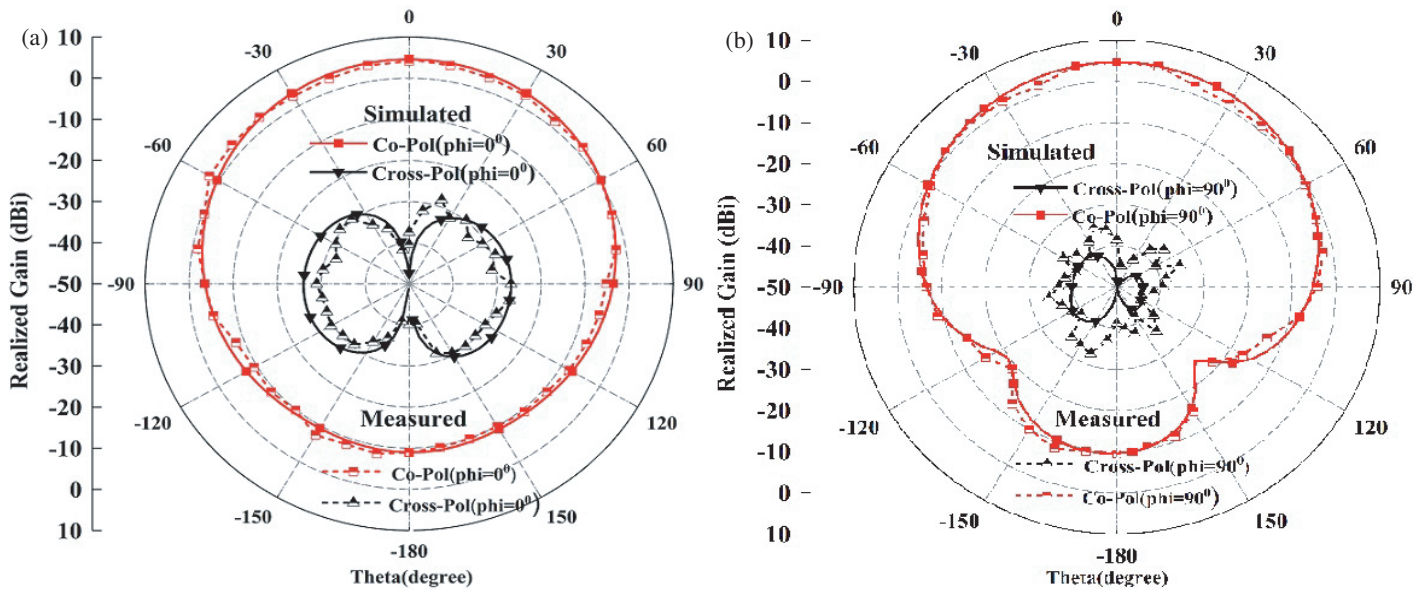 (a)
Realized Gain (dBi)
10
0
-10
-20
-30
-40
-50
-40
-30
-20
-10
0
10
0
30
60
90
120
150
-180
-150
-120
-90
-60
-30
Simulated
Co-Pol(phi=0⁰)
Cross-Pol(phi=0⁰)
Measured
Co-Pol(phi=0⁰)
Cross-Pol(phi=0⁰)
Theta(degree)
(b)
Realized Gain (dBi)
10
0
-10
-20
-30
-40
-50
-40
-30
-20
-10
0
10
0
30
60
90
120
150
-180
-150
-120
-90
-60
-30
Simulated
Cross-Pol(phi=90⁰)
Co-Pol(phi=90⁰)
Measured
Cross-Pol(phi=90⁰)
Co-Pol(phi=90⁰)
Theta(degree)